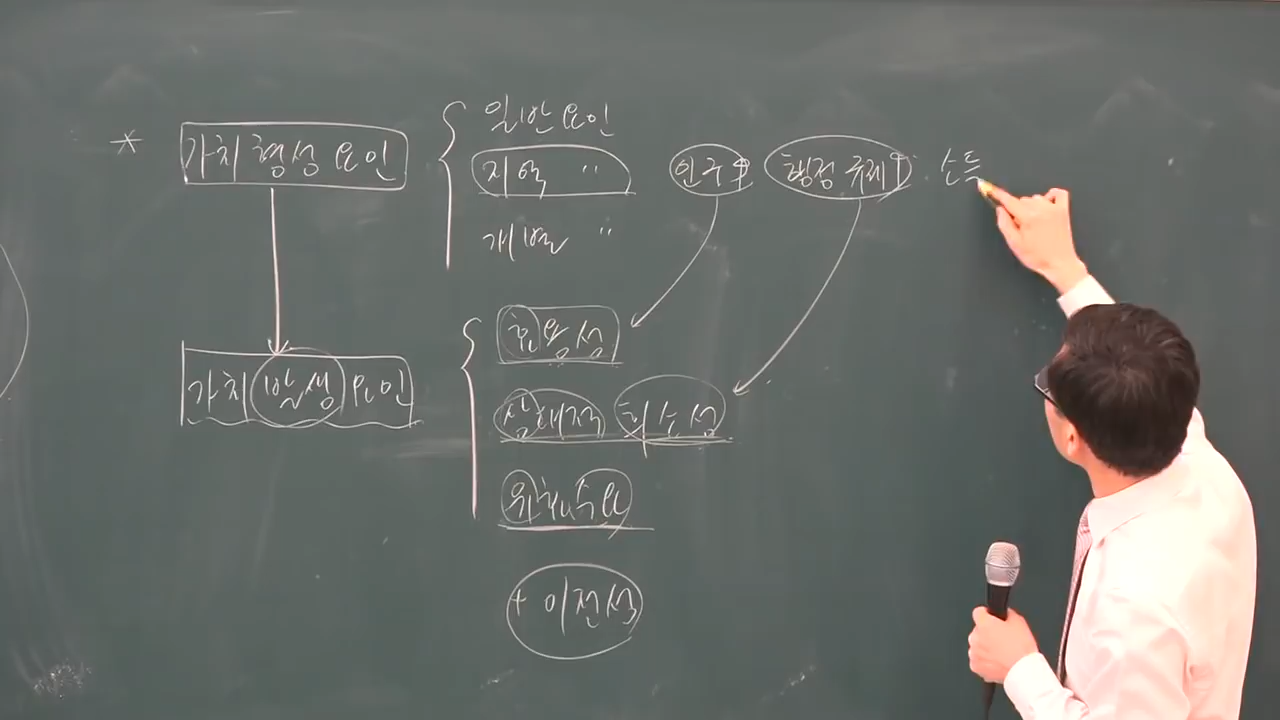 * 가치형성요인
일반요인
지역 〃
개별 〃
인구↑ 행정규제↑ 소득
가치발생요인
효용성
상대적 희소성
유효수요
+ 이전성